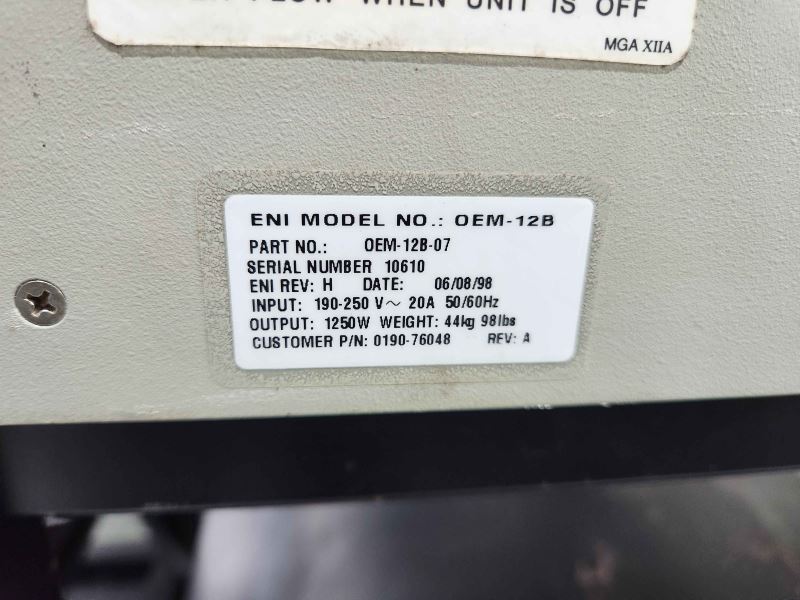 FLOW WHEN UNIT IS OFF
MGA XIIA
ENI MODEL NO.: OEM-12B
PART NO.: OEM-12B-07
SERIAL NUMBER 10610
ENI REV: H DATE: 06/08/98
INPUT: 190-250 V~ 20A 50/60Hz
OUTPUT: 1250W WEIGHT: 44kg 98lbs
CUSTOMER P/N: 0190-76048 REV: A